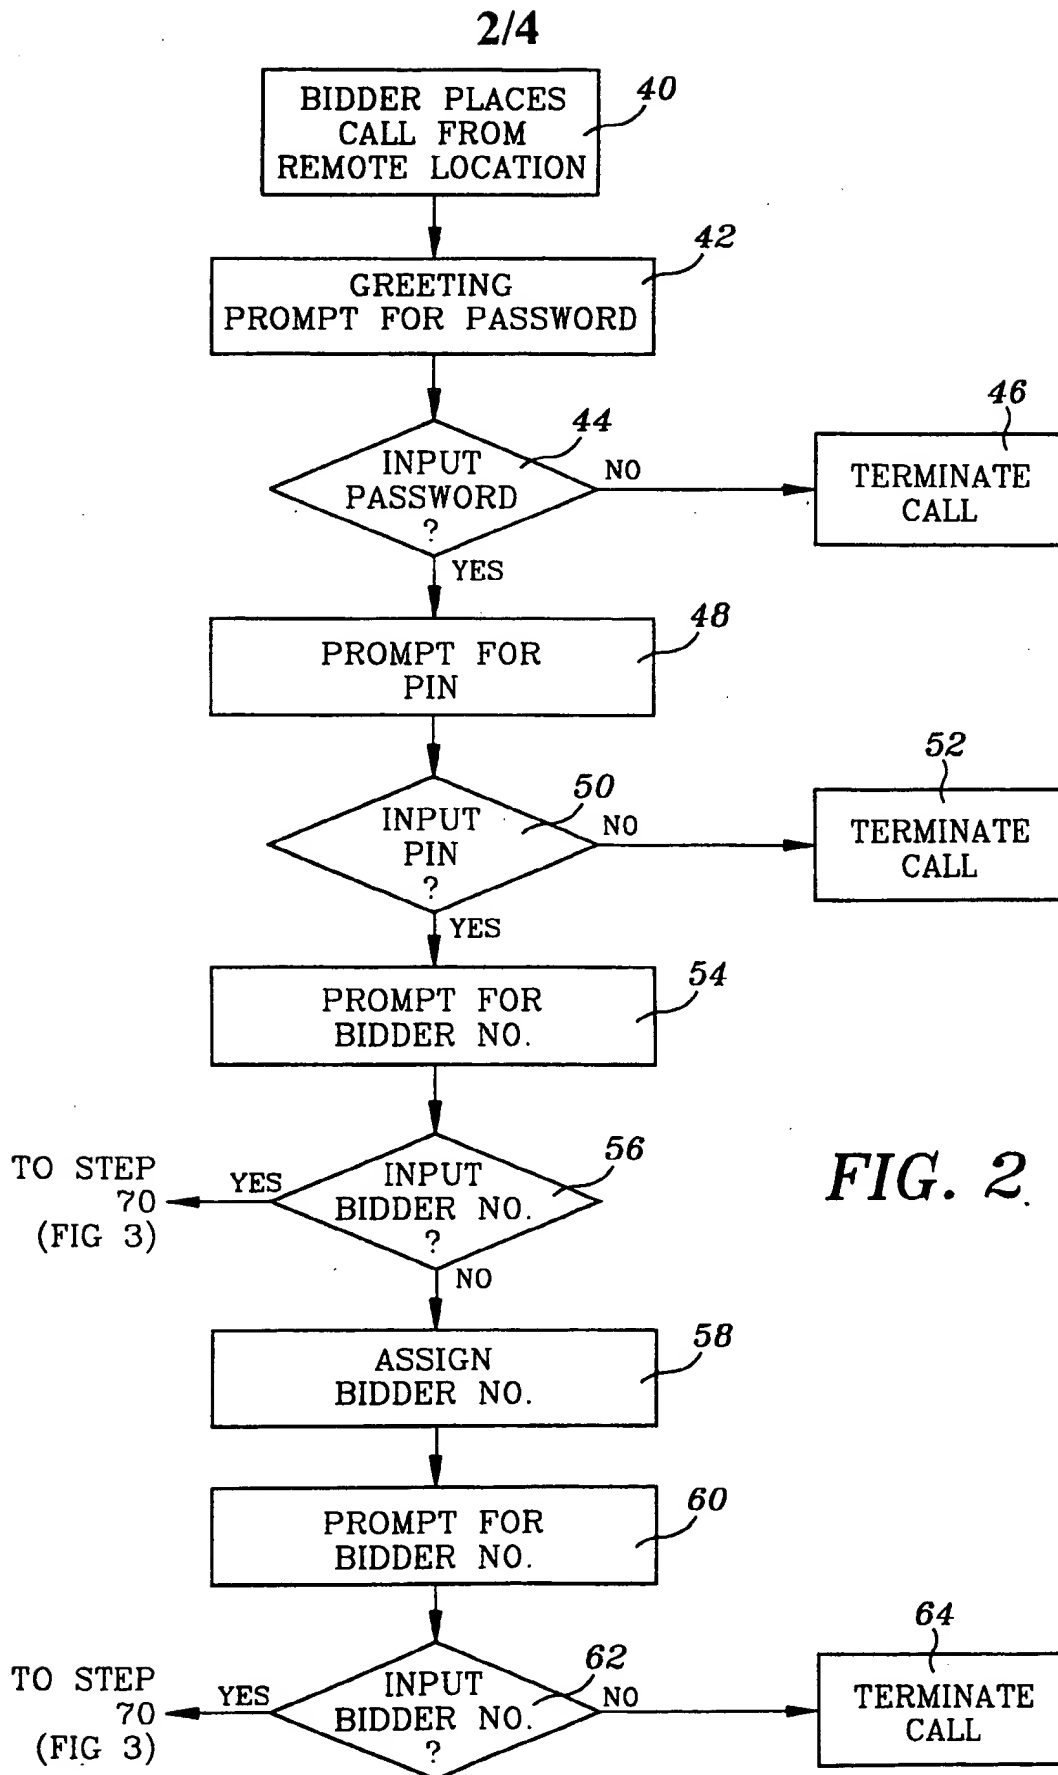 2/4
BIDDER PLACES
CALL FROM
REMOTE LOCATION
40
GREETING
PROMPT FOR PASSWORD
42
INPUT
PASSWORD
?
44
NO
TERMINATE
CALL
46
YES
PROMPT FOR
PIN
48
INPUT
PIN
?
50
NO
TERMINATE
CALL
52
YES
PROMPT FOR
BIDDER NO.
54
INPUT
BIDDER NO.
?
56
YES
TO STEP
70
(FIG 3)
FIG. 2
NO
ASSIGN
BIDDER NO.
58
PROMPT FOR
BIDDER NO.
60
INPUT
BIDDER NO.
?
62
YES
TO STEP
70
(FIG 3)
NO
TERMINATE
CALL
64